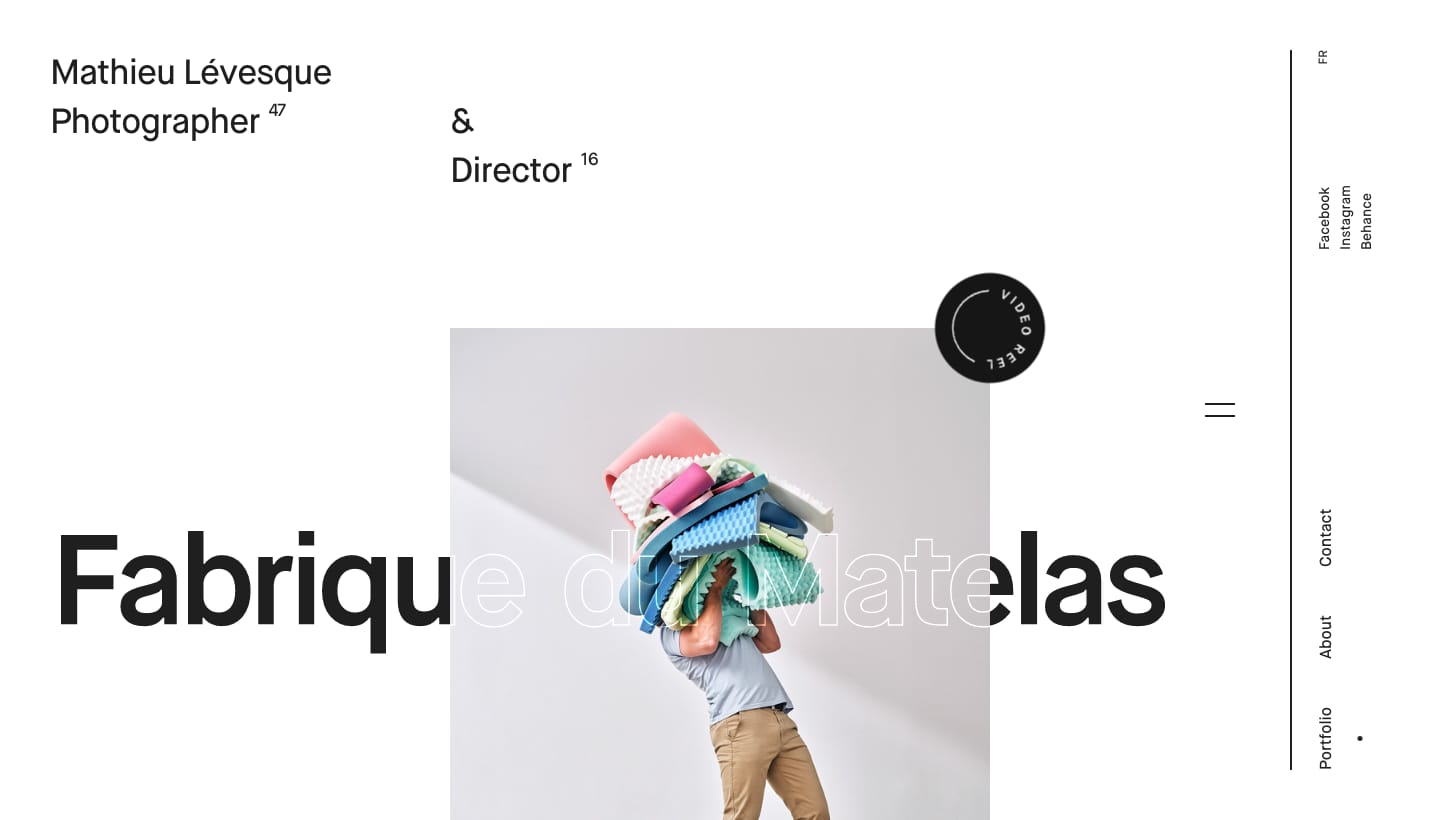 Mathieu Lévesque
Photographer 47
&
Director 16
VIDEO REEL
Fabrique du Matelas
FR
Facebook
Instagram
Behance
Contact
About
Portfolio